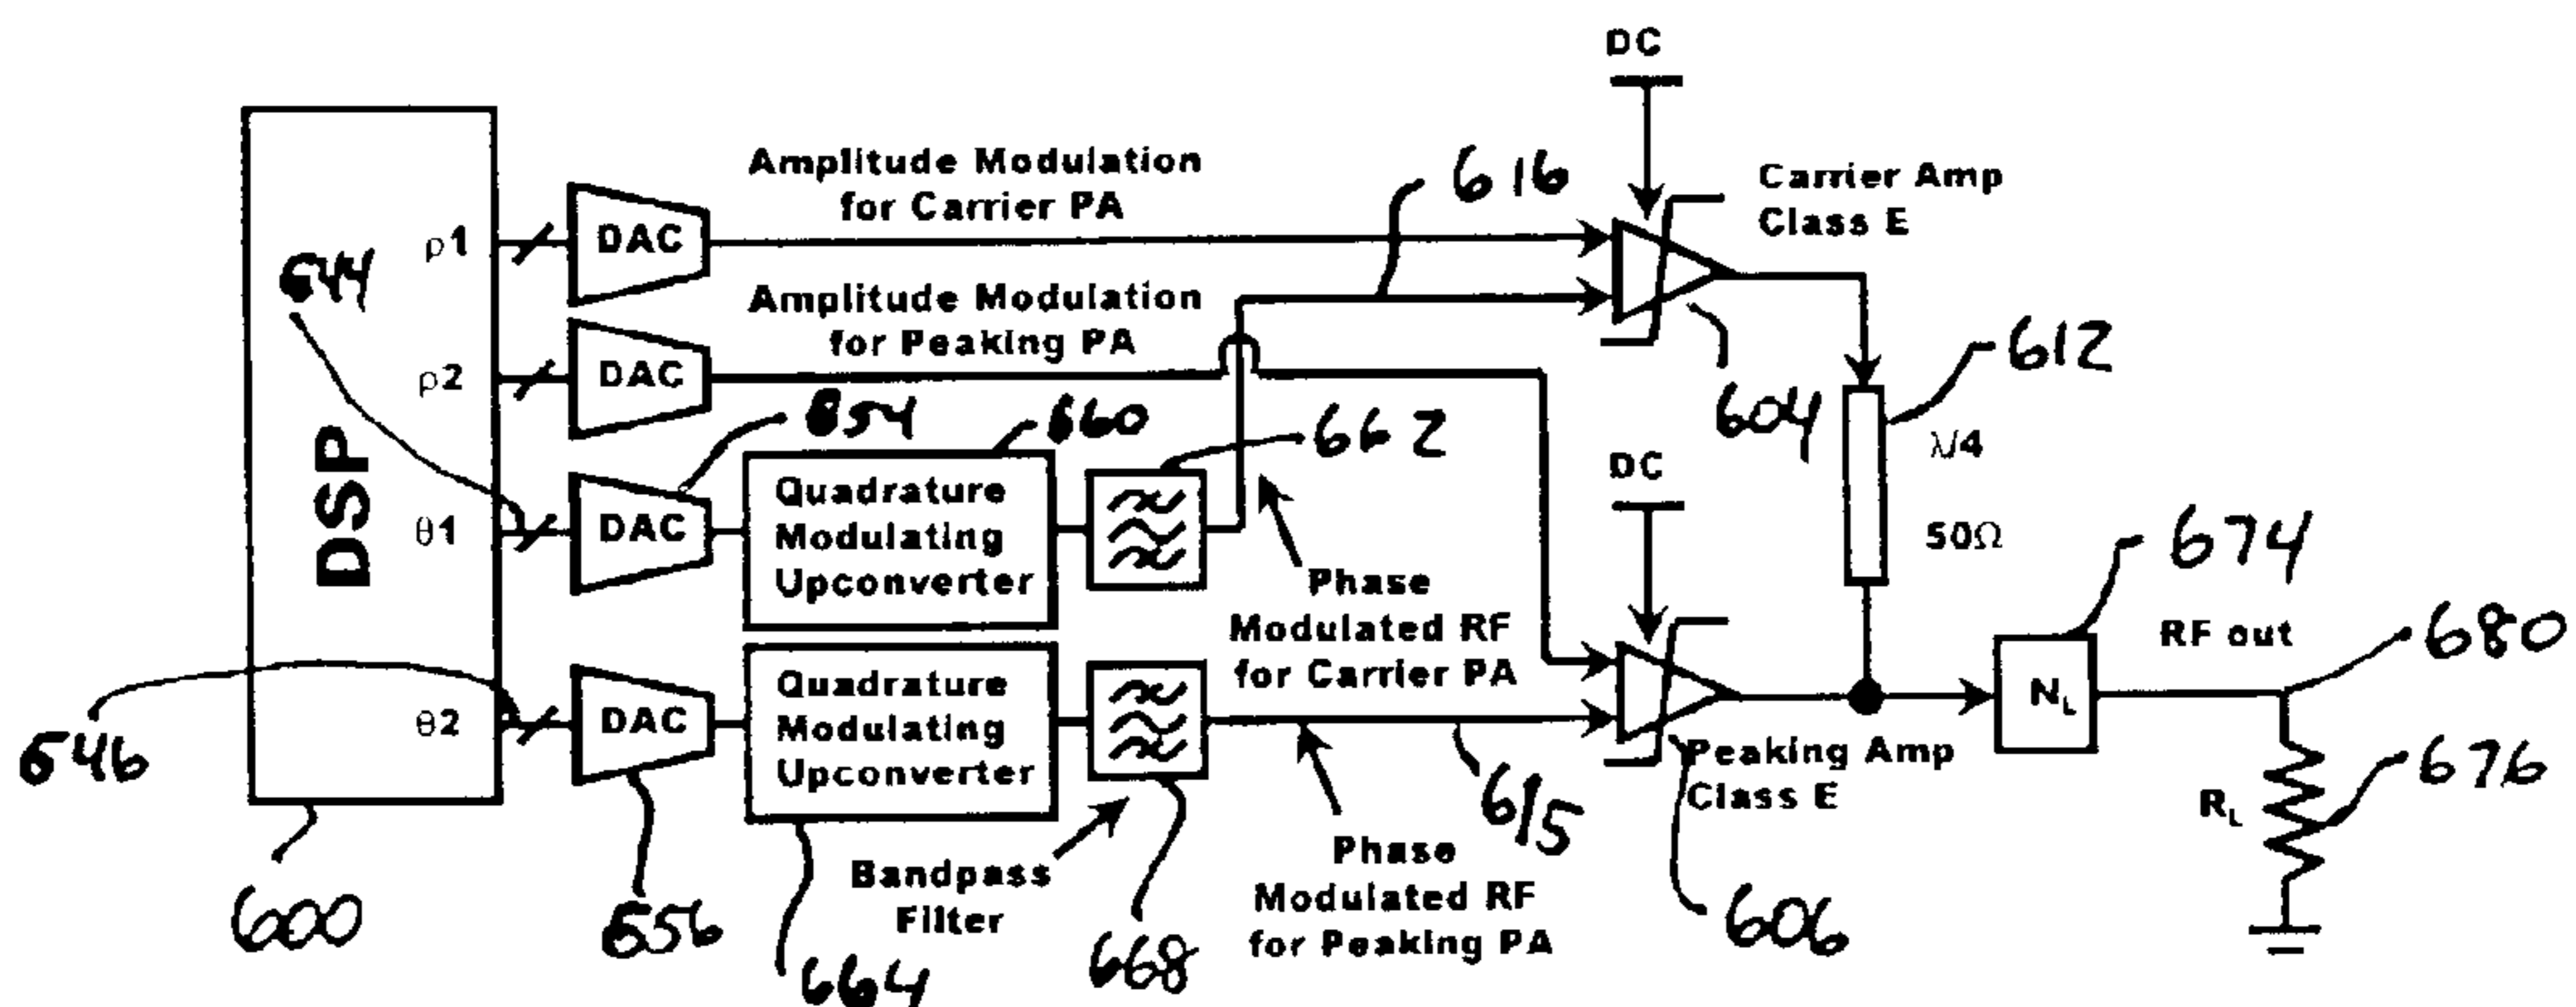 DC
Amplitude Modulation
for Carrier PA
616
Carrier Amp
Class E
ρ1
DAC
644
Amplitude Modulation
for Peaking PA
604
612
ρ2
DAC
DSP
654
660
662
λ/4
50Ω
DC
θ1
DAC
Quadrature
Modulating
Upconverter
Phase
Modulated RF
for Carrier PA
674
RF out
680
θ2
DAC
Quadrature
Modulating
Upconverter
NL
646
Peaking Amp
Class E
615
RL
676
Bandpass
Filter
Phase
Modulated RF
for Peaking PA
600
656
664
668
606